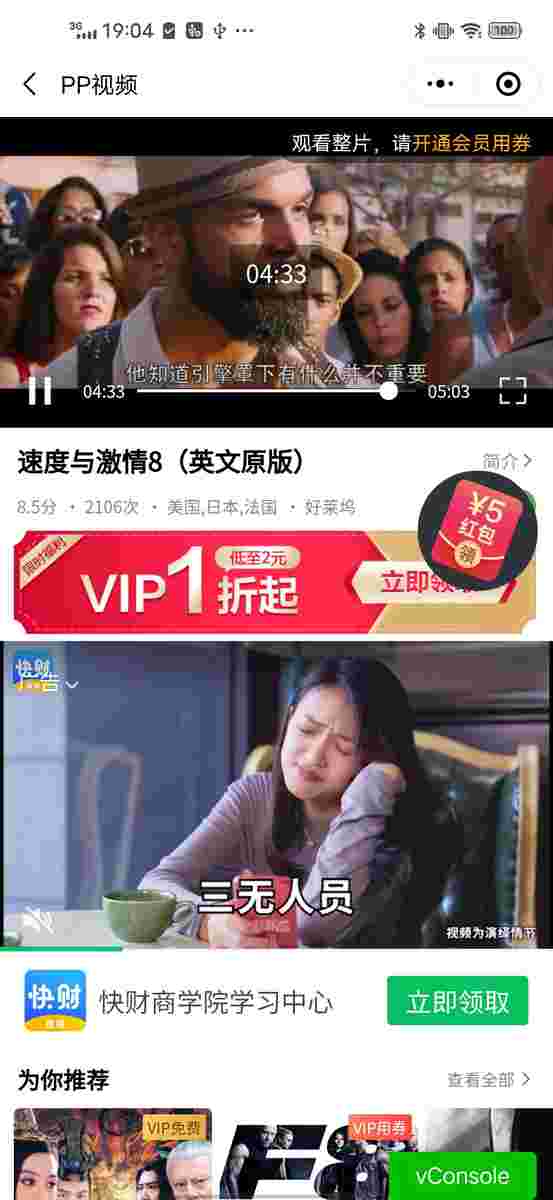 3G 19:04 100
PP视频
观看整片，请开通会员用券
04:33
他知道引擎罩下有什么并不重要
04:33 05:03
速度与激情8（英文原版）
简介
8.5分 · 2106次 · 美国,日本,法国 · 好莱坞
¥5
红包
领
限时福利
VIP1折起
低至2元
立即领取
快财
广告
三无人员
视频为演绎情节
快财
快财商学院学习中心
立即领取
为你推荐
查看全部
VIP免费
VIP用券
F8
vConsole